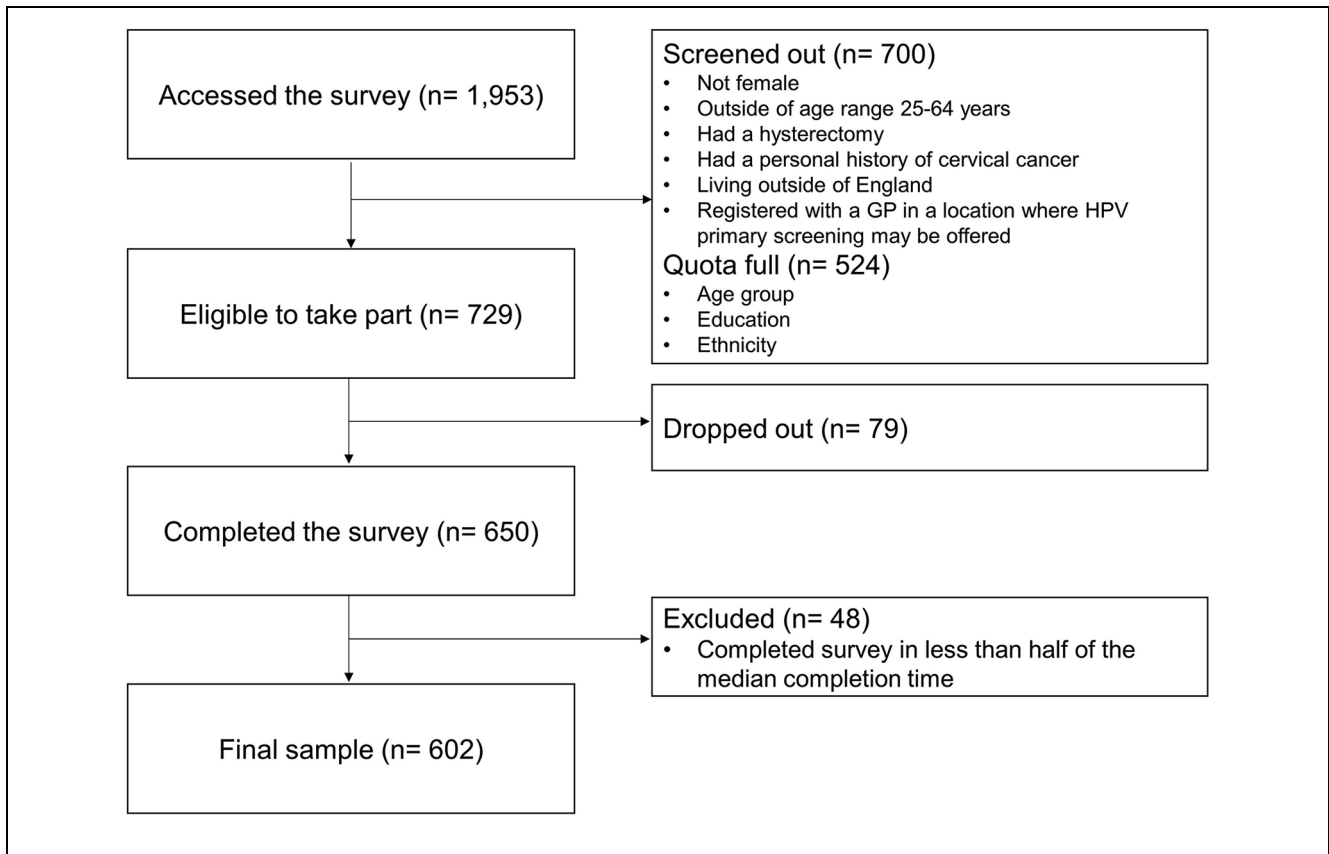 Accessed the survey (n= 1,953)
Screened out (n= 700)
• Not female
• Outside of age range 25-64 years
• Had a hysterectomy
• Had a personal history of cervical cancer
• Living outside of England
• Registered with a GP in a location where HPV
primary screening may be offered
Quota full (n= 524)
• Age group
• Education
• Ethnicity
Eligible to take part (n= 729)
Dropped out (n= 79)
Completed the survey (n= 650)
Excluded (n= 48)
• Completed survey in less than half of the
median completion time
Final sample (n= 602)